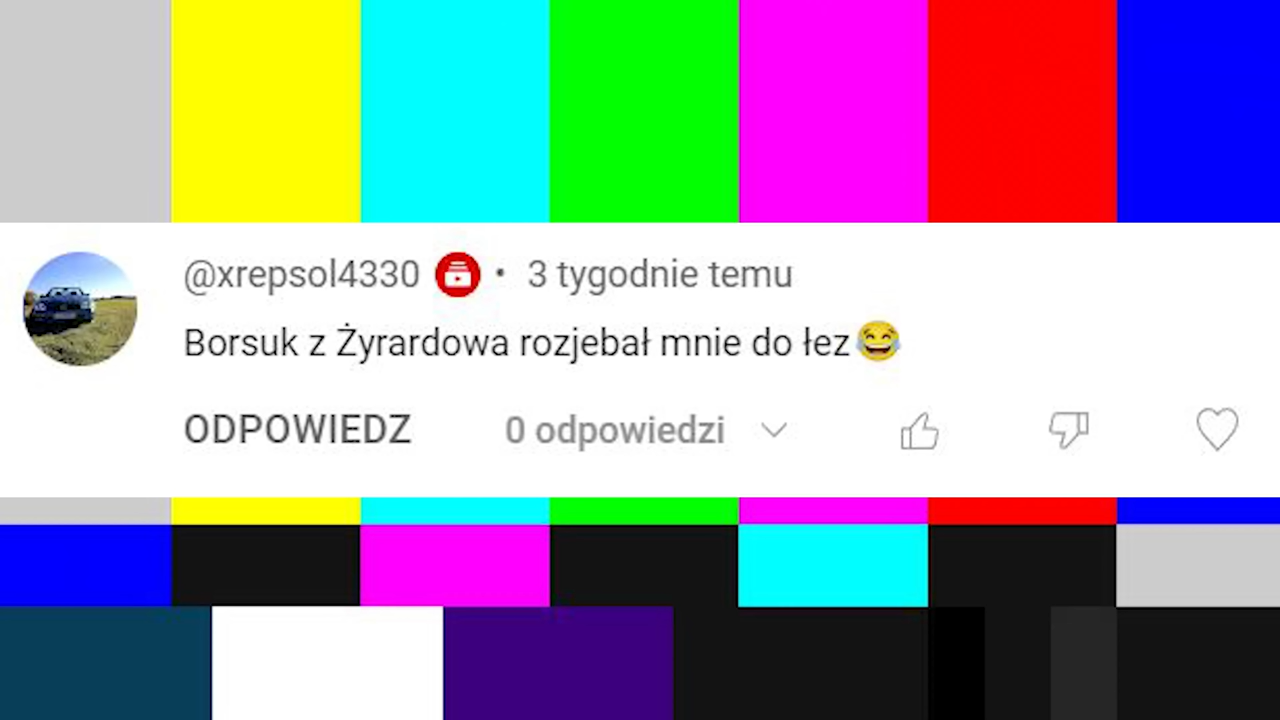 @xrepsol4330 • 3 tygodnie temu
Borsuk z Żyrardowa rozjebał mnie do łez😂
ODPOWIEDZ 0 odpowiedzi